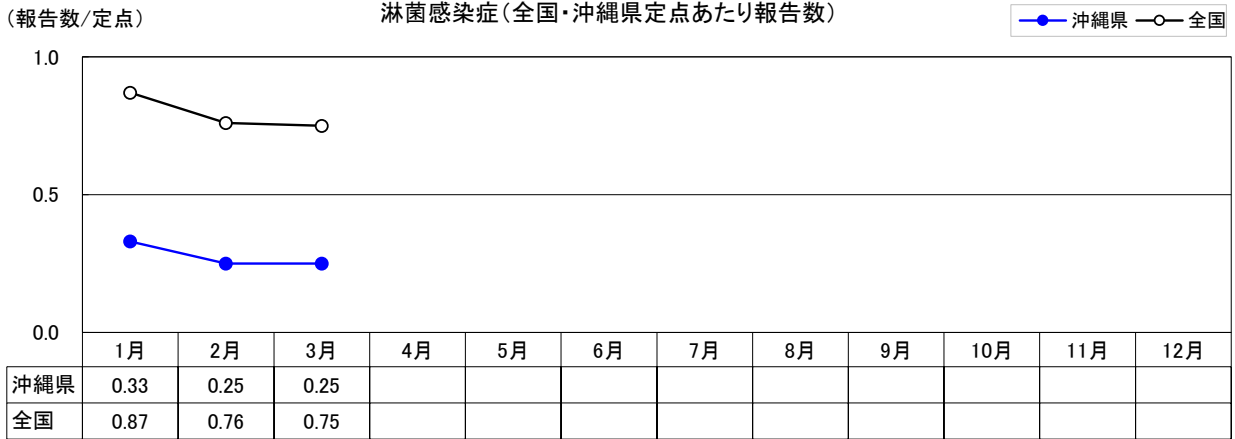 (報告数/定点)
淋菌感染症(全国・沖縄県定点あたり報告数)
沖縄県 全国
1.0
0.5
0.0
1月 2月 3月 4月 5月 6月 7月 8月 9月 10月 11月 12月
沖縄県 0.33 0.25 0.25
全国 0.87 0.76 0.75